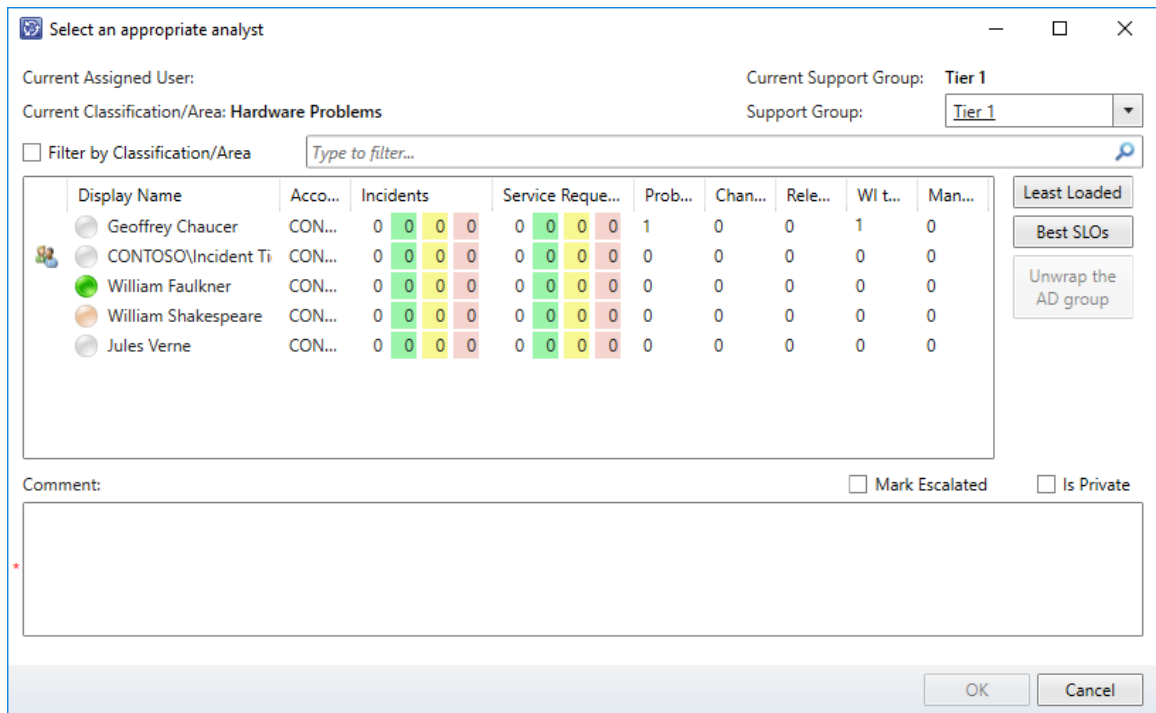 Select an appropriate analyst
Current Assigned User: Current Support Group: Tier 1
Current Classification/Area: Hardware Problems Support Group: Tier 1
Filter by Classification/Area Type to filter...
Display Name Acco... Incidents Service Reque... Prob... Chan... Rele... WI t... Man... Least Loaded
Geoffrey Chaucer CON... 0 0 0 0 0 0 0 0 1 0 0 1 0
Best SLOs
CONTOSO\Incident Ti CON... 0 0 0 0 0 0 0 0 0 0 0 0 0
William Faulkner CON... 0 0 0 0 0 0 0 0 0 0 0 0 0
Unwrap the
AD group
William Shakespeare CON... 0 0 0 0 0 0 0 0 0 0 0 0 0
Jules Verne CON... 0 0 0 0 0 0 0 0 0 0 0 0 0
Comment: Mark Escalated Is Private
*
OK Cancel